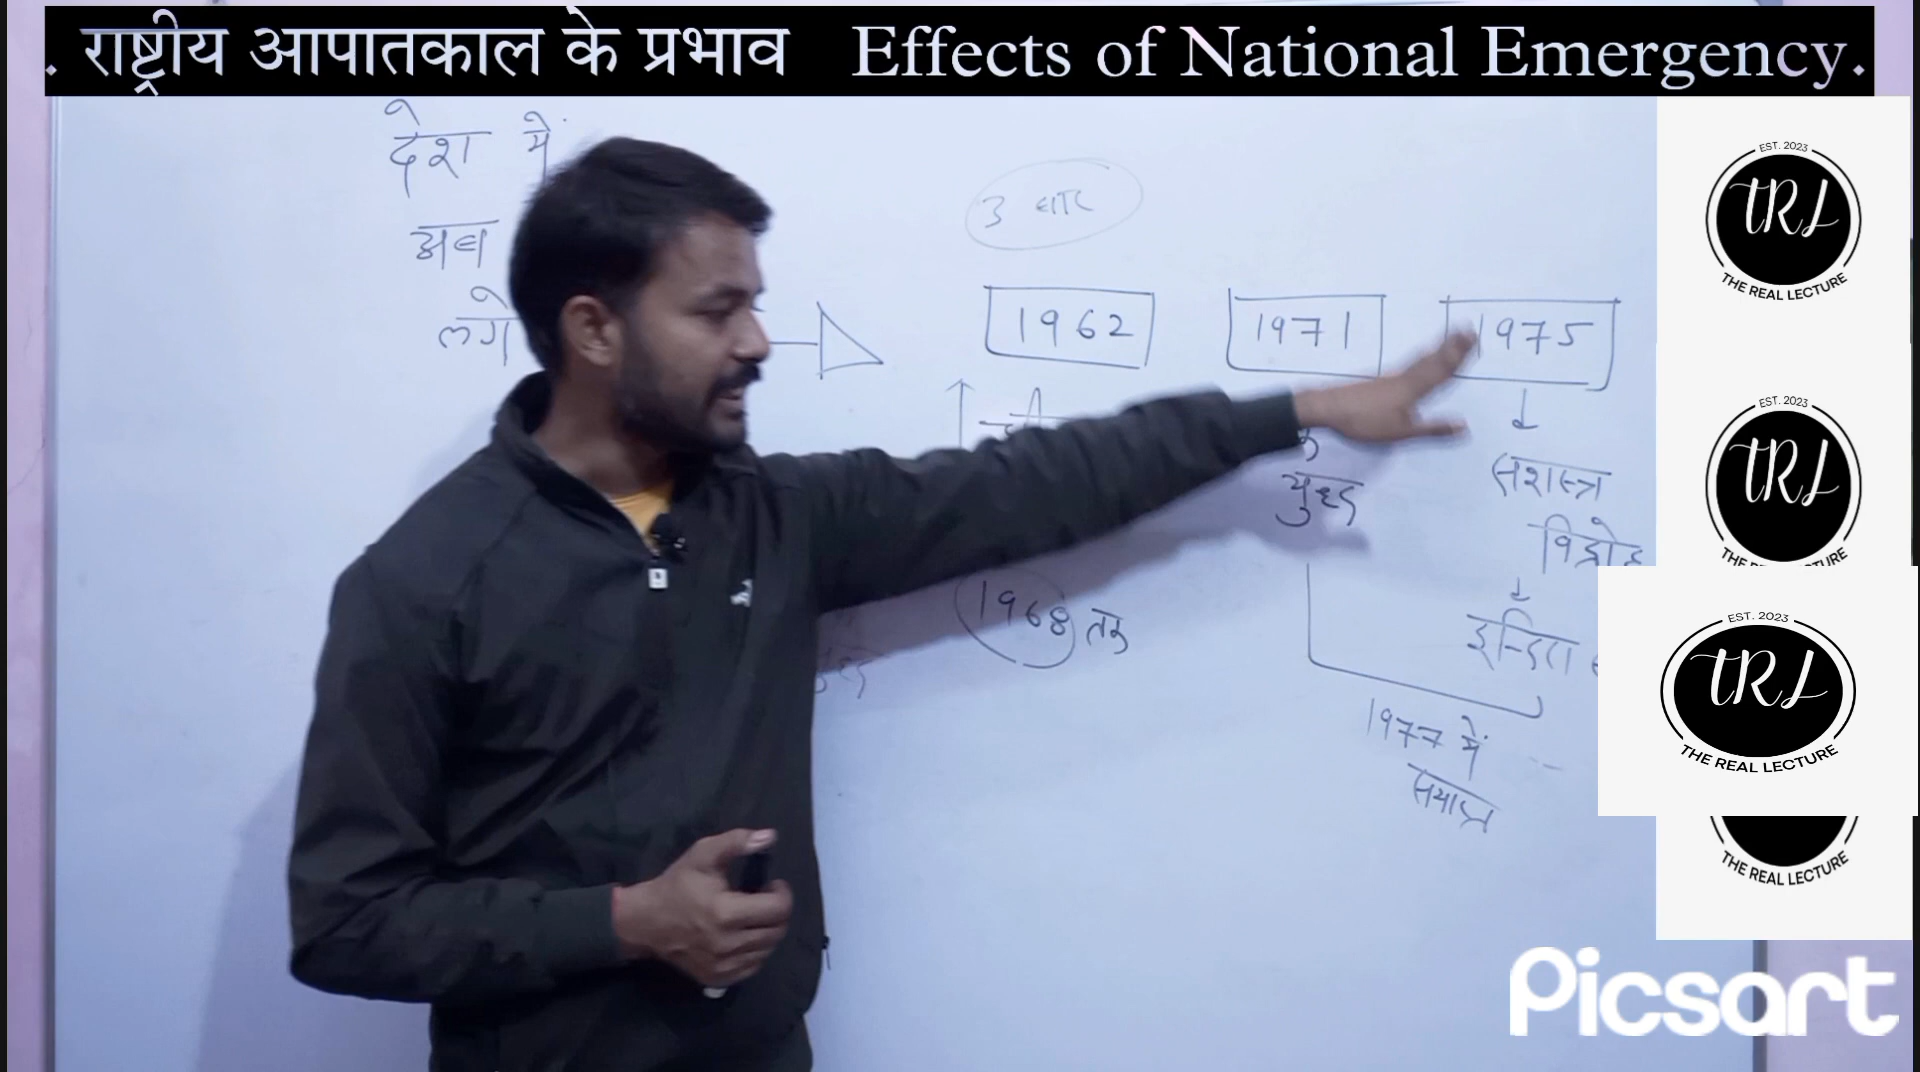 . राष्ट्रीय आपातकाल के प्रभाव Effects of National Emergency.
देश में
3 बार
अब
लगे
1962
1971
1975
युद्ध
सशस्त्र
विद्रोह
1968 तक
इन्दिरा
1977 में
समाप्त
EST. 2023
TRL
THE REAL LECTURE
EST. 2023
TRL
EST. 2023
TRL
THE REAL LECTURE
THE REAL LECTURE
Picsart